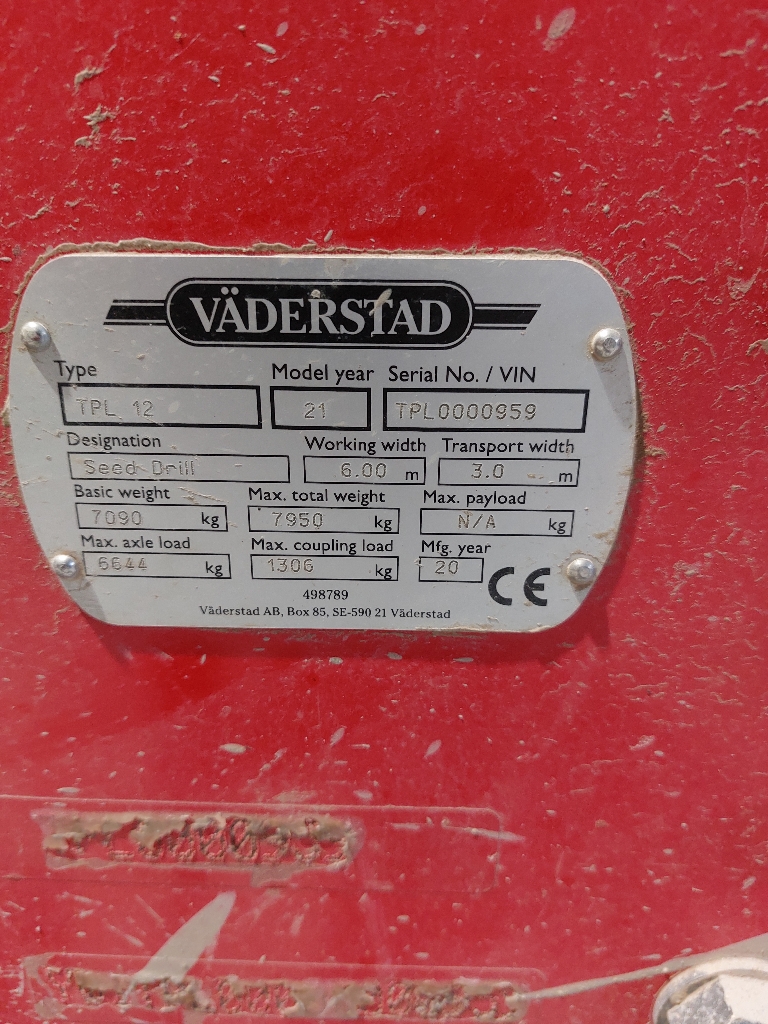 VÄDERSTAD
Type Model year Serial No. / VIN
TPL 12 21 TPL0000959
Designation Working width Transport width
Seed Drill 6.00 m 3.0 m
Basic weight Max. total weight Max. payload
7090 kg 7950 kg N/A kg
Max. axle load Max. coupling load Mfg. year
6644 kg 1306 kg 20
CE
498789
Väderstad AB, Box 85, SE-590 21 Väderstad